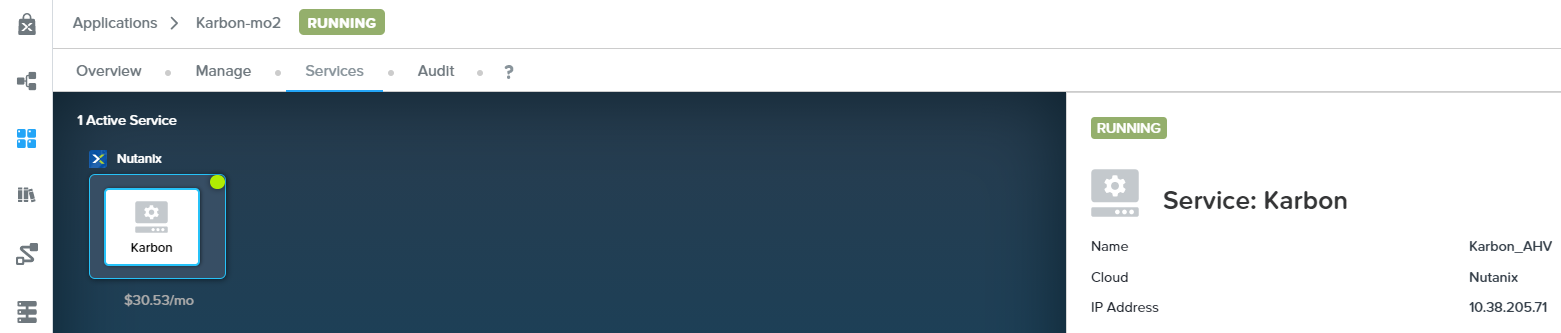 Applications > Karbon-mo2 RUNNING
Overview Manage Services Audit ?
1 Active Service
Nutanix
Karbon
$30.53/mo
RUNNING
Service: Karbon
Name Karbon_AHV
Cloud Nutanix
IP Address 10.38.205.71